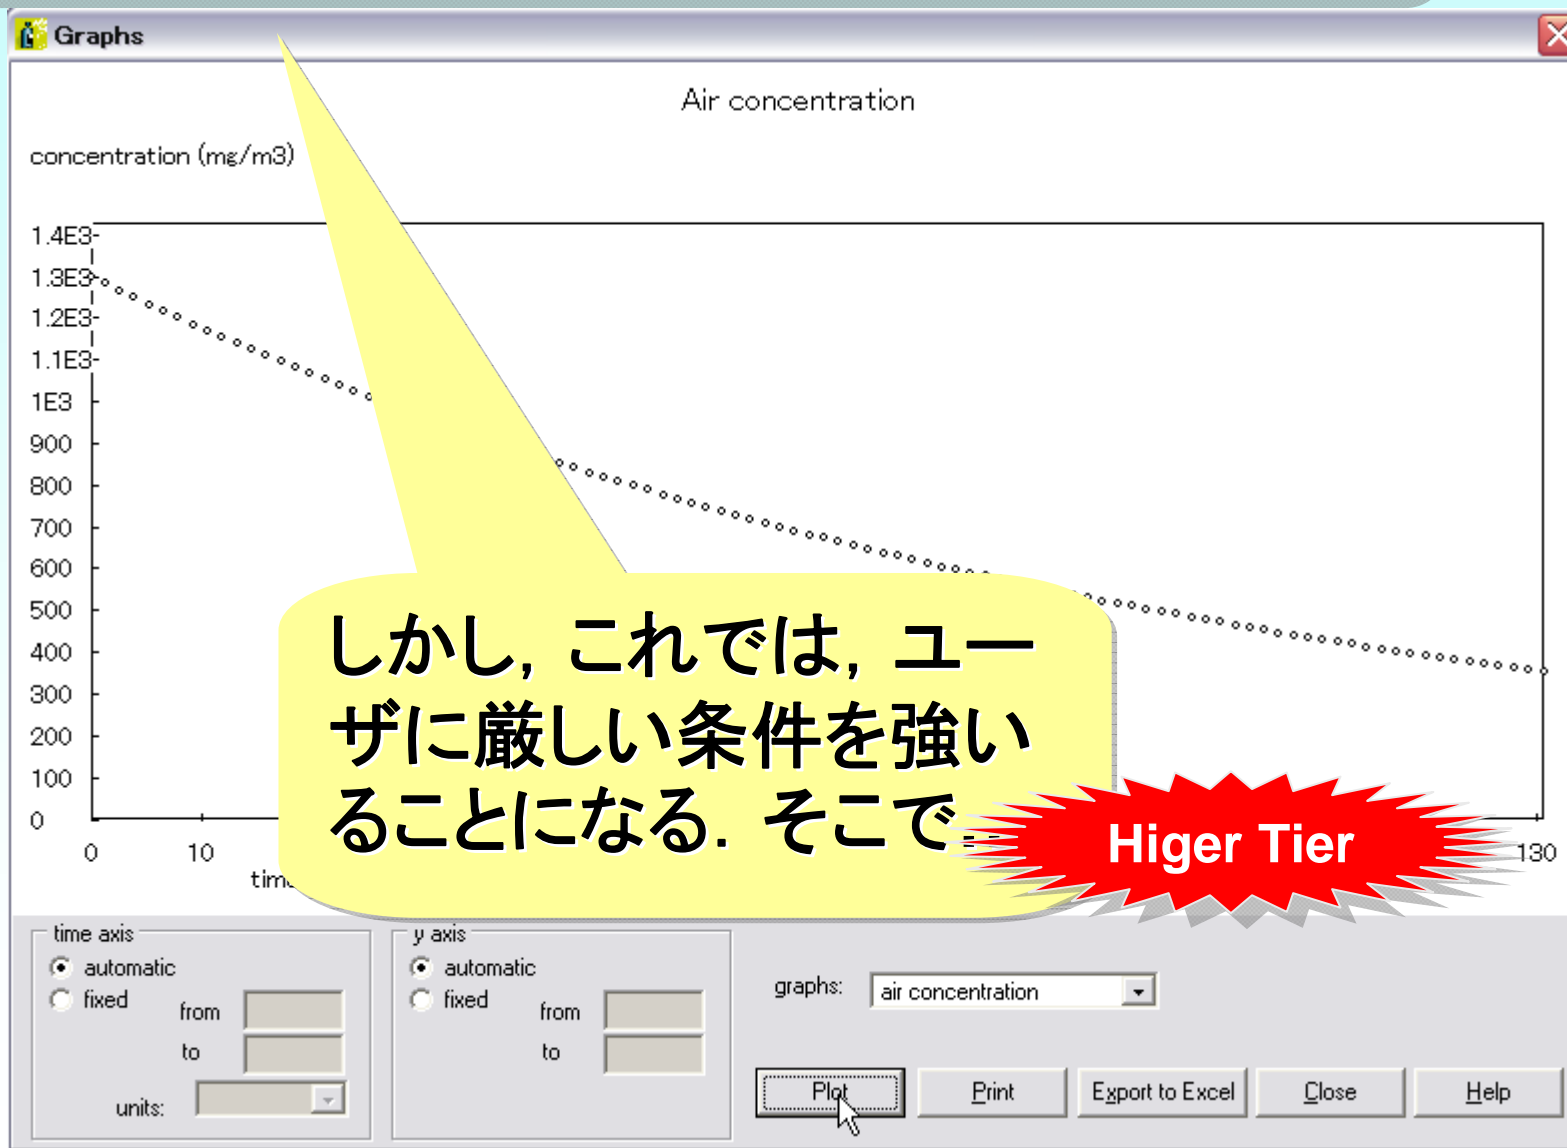 Graphs
Air concentration
concentration (mg/m3)
1.4E3
1.3E3
1.2E3
1.1E3
1E3
900
800
700
600
500
400
300
200
100
0
0 10 130
しかし，これでは，ユー
ザに厳しい条件を強い
ることになる．そこで..
Higer Tier
time axis
automatic
fixed
from
to
units:
y axis
automatic
fixed
from
to
graphs: air concentration
Plot Print Export to Excel Close Help